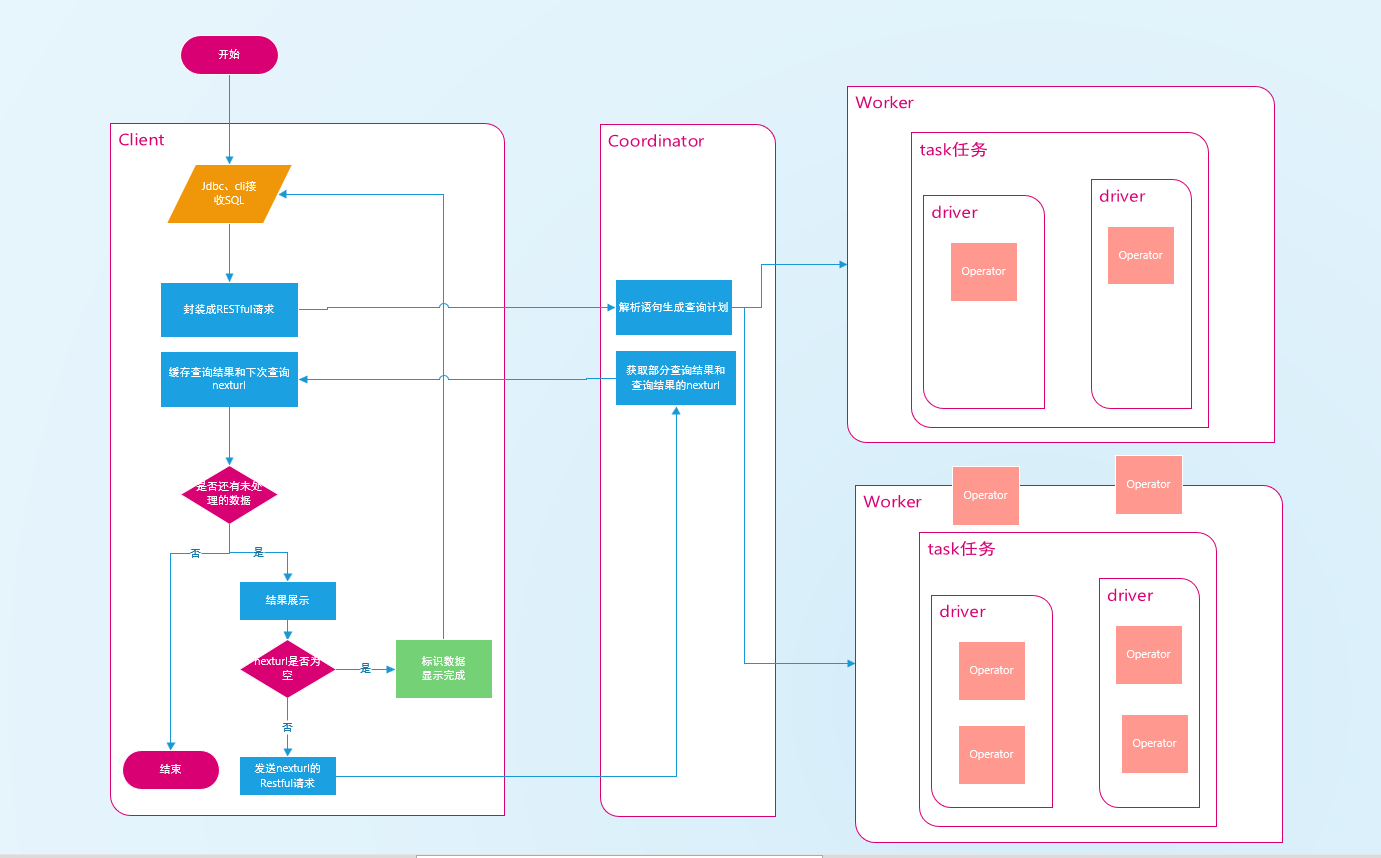 开始
Client
Jdbc、cli接
收SQL
封装成RESTful请求
缓存查询结果和下次查询
nexturl
是否还有未处
理的数据
否
是
结果展示
nexturl是否为
空
是
标识数据
显示完成
否
结束
发送nexturl的
Restful请求
Coordinator
解析语句生成查询计划
获取部分查询结果和
查询结果的nexturl
Worker
task任务
driver
Operator
driver
Operator
Operator
Operator
Worker
task任务
driver
Operator
Operator
driver
Operator
Operator